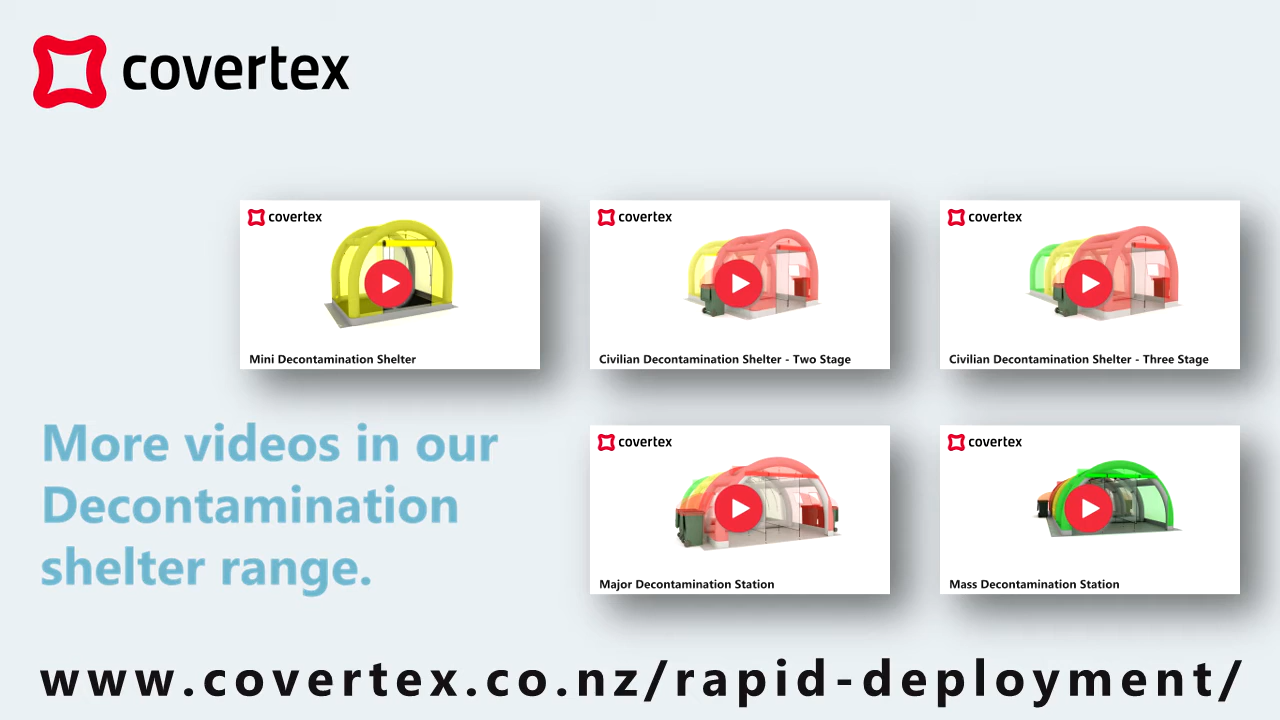 covertex
covertex
Mini Decontamination Shelter
covertex
Civilian Decontamination Shelter - Two Stage
covertex
Civilian Decontamination Shelter - Three Stage
More videos in our
Decontamination
shelter range.
covertex
Major Decontamination Station
covertex
Mass Decontamination Station
www.covertex.co.nz/rapid-deployment/